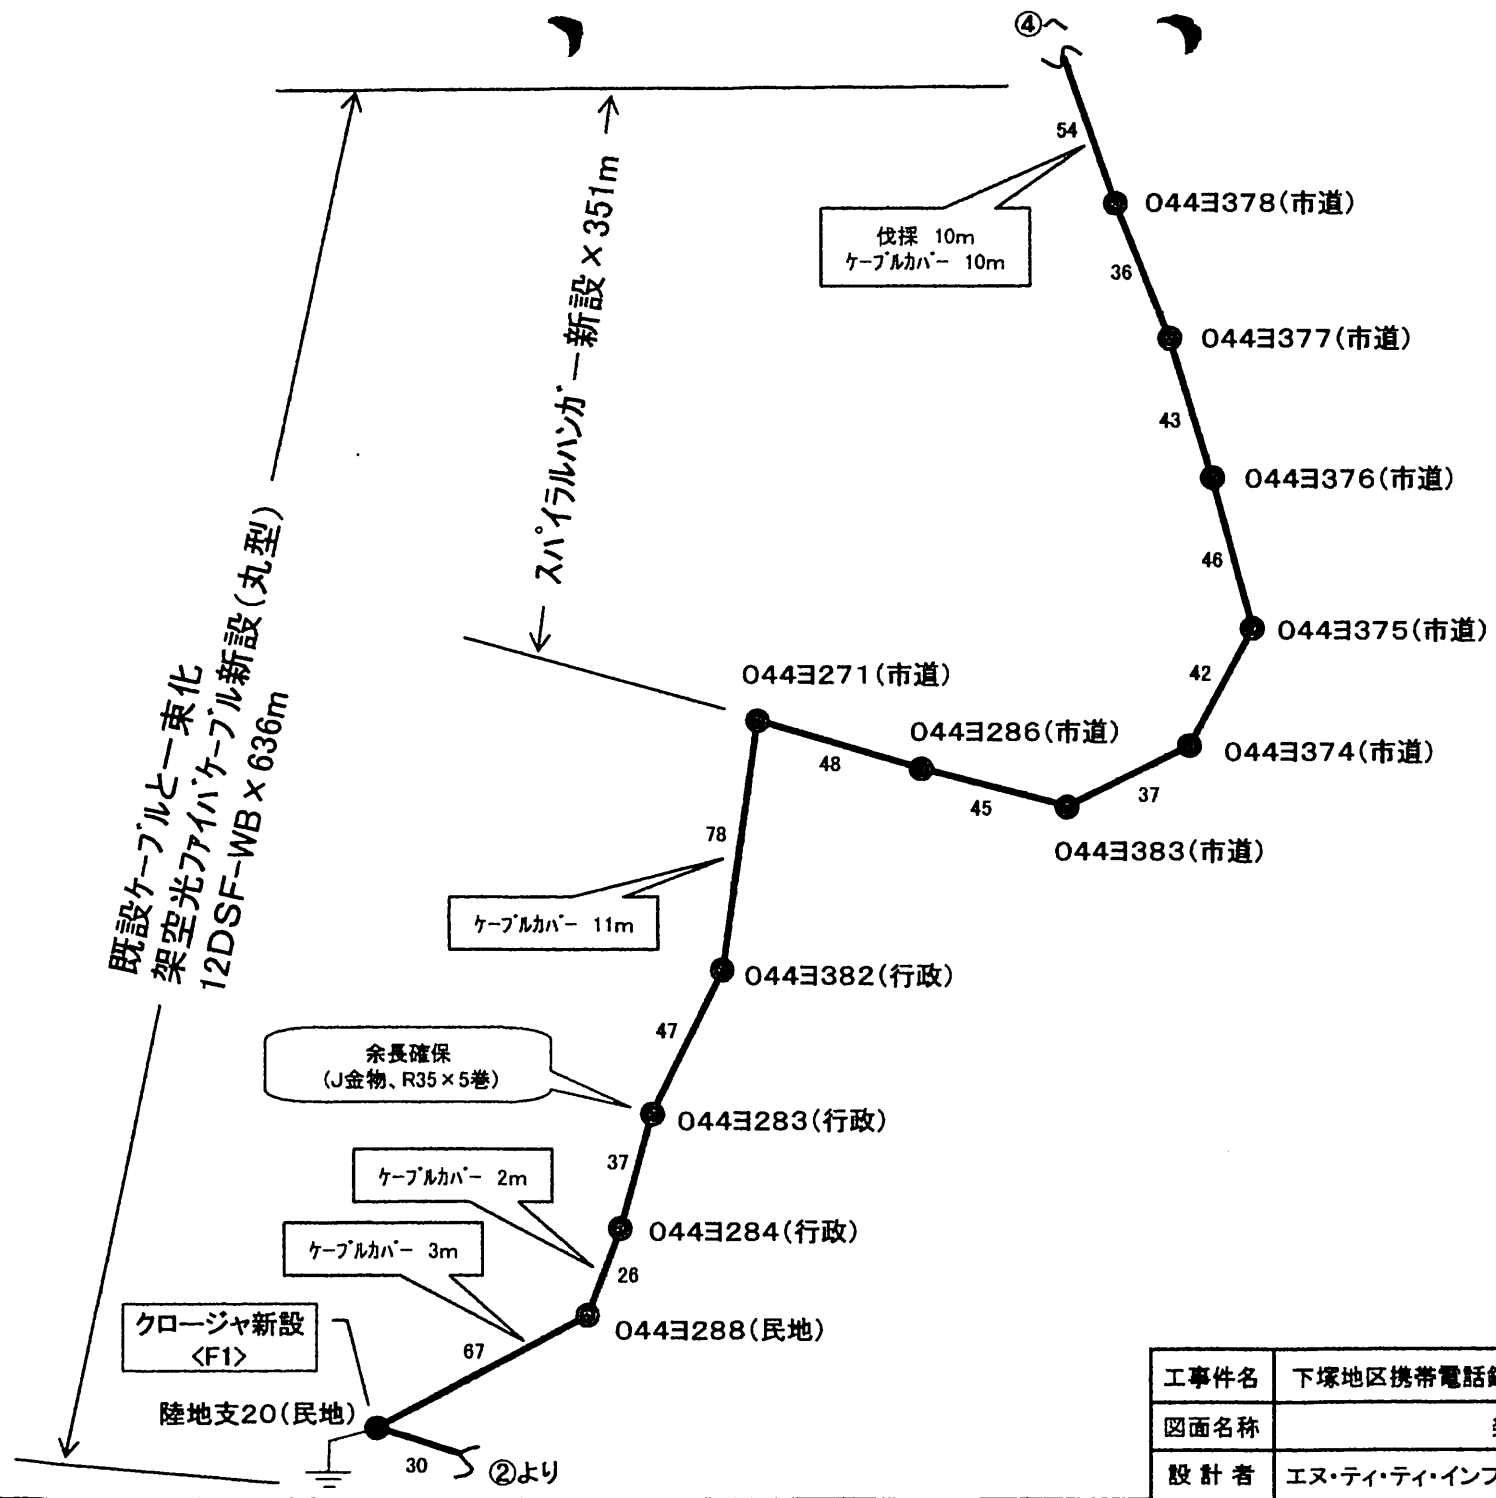 ④へ
54
044ヨ378(市道)
伐採 10m
ケーブルカバー 10m
36
044ヨ377(市道)
43
044ヨ376(市道)
46
044ヨ375(市道)
42
044ヨ374(市道)
37
044ヨ383(市道)
45
044ヨ286(市道)
48
044ヨ271(市道)
スパイラルハンガー新設×351m
既設ケーブルと一束化
架空光ファイバケーブル新設(丸型)
12DSF-WB×636m
78
ケーブルカバー 11m
044ヨ382(行政)
47
余長確保
(J金物、R35×5巻)
044ヨ283(行政)
37
ケーブルカバー 2m
044ヨ284(行政)
ケーブルカバー 3m
26
044ヨ288(民地)
67
クロージャ新設
<F1>
陸地支20(民地)
30
②より
工事件名 下塚地区携帯電話
図面名称
設計者 エヌ・ティ・ティ・インフ